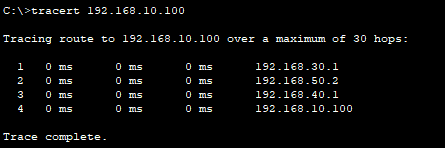 C:\>tracert 192.168.10.100
Tracing route to 192.168.10.100 over a maximum of 30 hops:
1 0 ms 0 ms 0 ms 192.168.30.1
2 0 ms 0 ms 0 ms 192.168.50.2
3 0 ms 0 ms 0 ms 192.168.40.1
4 0 ms 0 ms 0 ms 192.168.10.100
Trace complete.